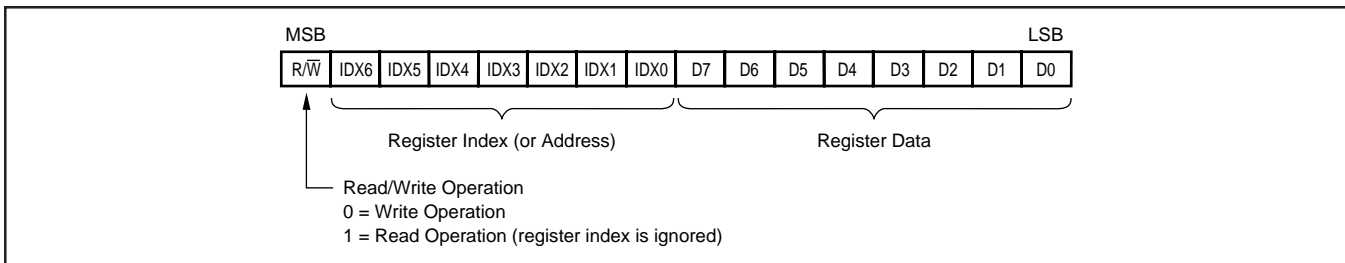 MSB LSB
R/W̅ IDX6 IDX5 IDX4 IDX3 IDX2 IDX1 IDX0 D7 D6 D5 D4 D3 D2 D1 D0
Register Index (or Address) Register Data
Read/Write Operation
0 = Write Operation
1 = Read Operation (register index is ignored)